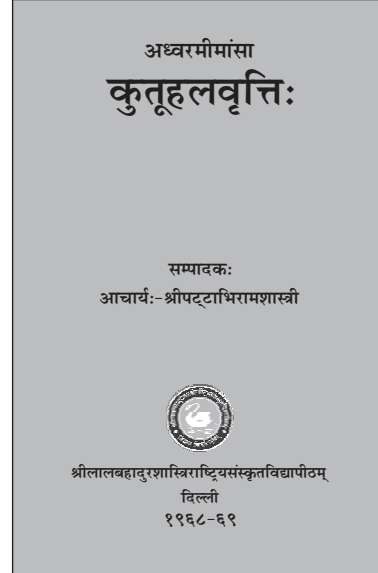 अध्वरमीमांसा
कुतूहलवृत्तिः
सम्पादकः
आचार्यः-श्रीपट्टाभिरामशास्त्री
श्रीलालबहादुरशास्त्रिराष्ट्रियसंस्कृतविद्यापीठम्
दिल्ली
१९६८-६९